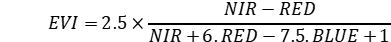 EVI = 2.5 × NIR − RED
NIR + 6. RED − 7.5. BLUE + 1